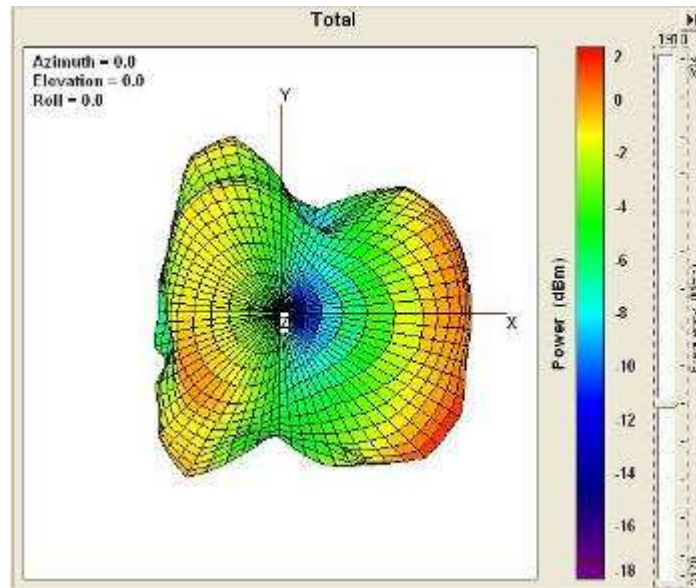 Total
1910
Azimuth = 0.0
Elevation = 0.0
Roll = 0.0
Y
X
Z
Power (dBm)
2
0
-2
-4
-6
-8
-10
-12
-14
-16
-18